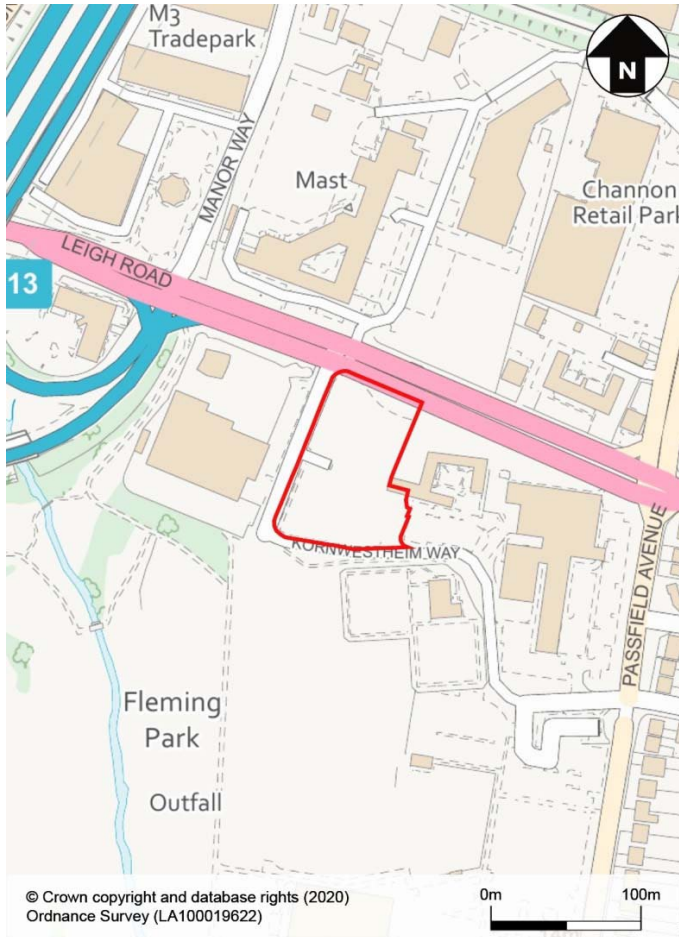 M3
Tradepark
N
MANOR WAY
Mast
Channon
Retail Park
LEIGH ROAD
13
KORNWESTHEIM WAY
PASSFIELD AVENUE
Fleming
Park
Outfall
© Crown copyright and database rights (2020)
Ordnance Survey (LA100019622)
0m 100m